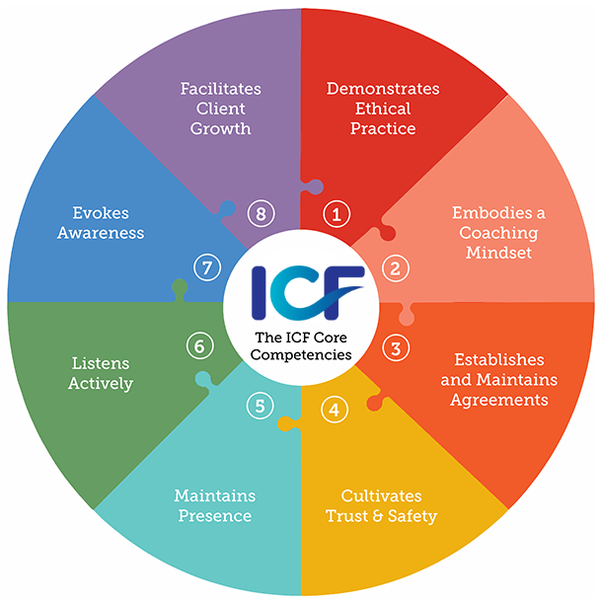 ICF
The ICF Core
Competencies
1
Demonstrates
Ethical
Practice
2
Embodies a
Coaching
Mindset
3
Establishes
and Maintains
Agreements
4
Cultivates
Trust & Safety
5
Maintains
Presence
6
Listens
Actively
7
Evokes
Awareness
8
Facilitates
Client
Growth